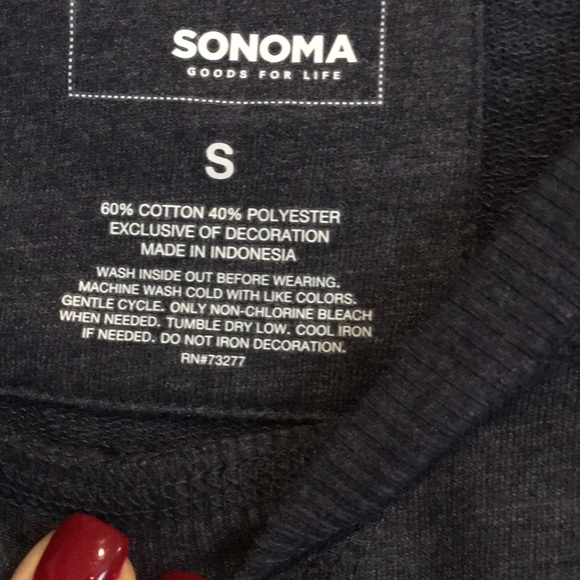 SONOMA
GOODS FOR LIFE
S
60% COTTON 40% POLYESTER
EXCLUSIVE OF DECORATION
MADE IN INDONESIA
WASH INSIDE OUT BEFORE WEARING.
MACHINE WASH COLD WITH LIKE COLORS.
GENTLE CYCLE. ONLY NON-CHLORINE BLEACH
WHEN NEEDED. TUMBLE DRY LOW. COOL IRON
IF NEEDED. DO NOT IRON DECORATION.
RN#73277